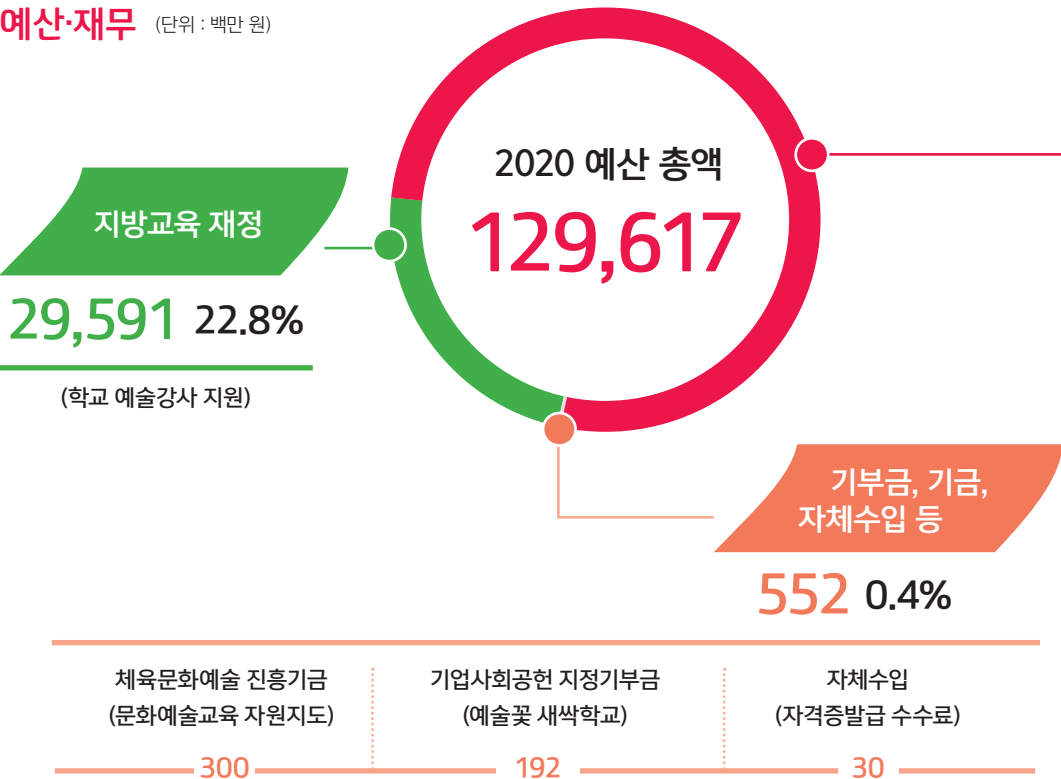 예산·재무 (단위 : 백만 원)
2020 예산 총액
129,617
지방교육 재정
29,591 22.8%
(학교 예술강사 지원)
기부금, 기금,
자체수입 등
552 0.4%
체육문화예술 진흥기금
(문화예술교육 자원지도)
300
기업사회공헌 지정기부금
(예술꽃 새싹학교)
192
자체수입
(자격증발급 수수료)
30